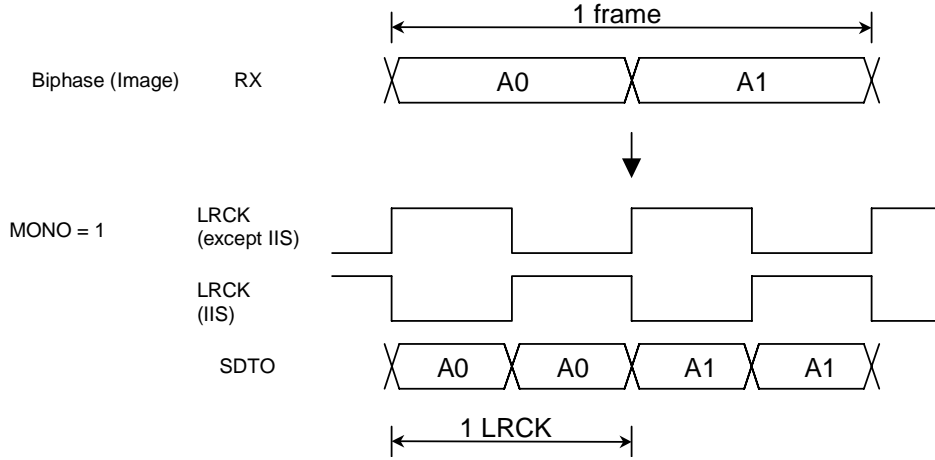 1 frame
Biphase (Image) RX A0 A1
MONO = 1
LRCK
(except IIS)
LRCK
(IIS)
SDTO A0 A0 A1 A1
1 LRCK